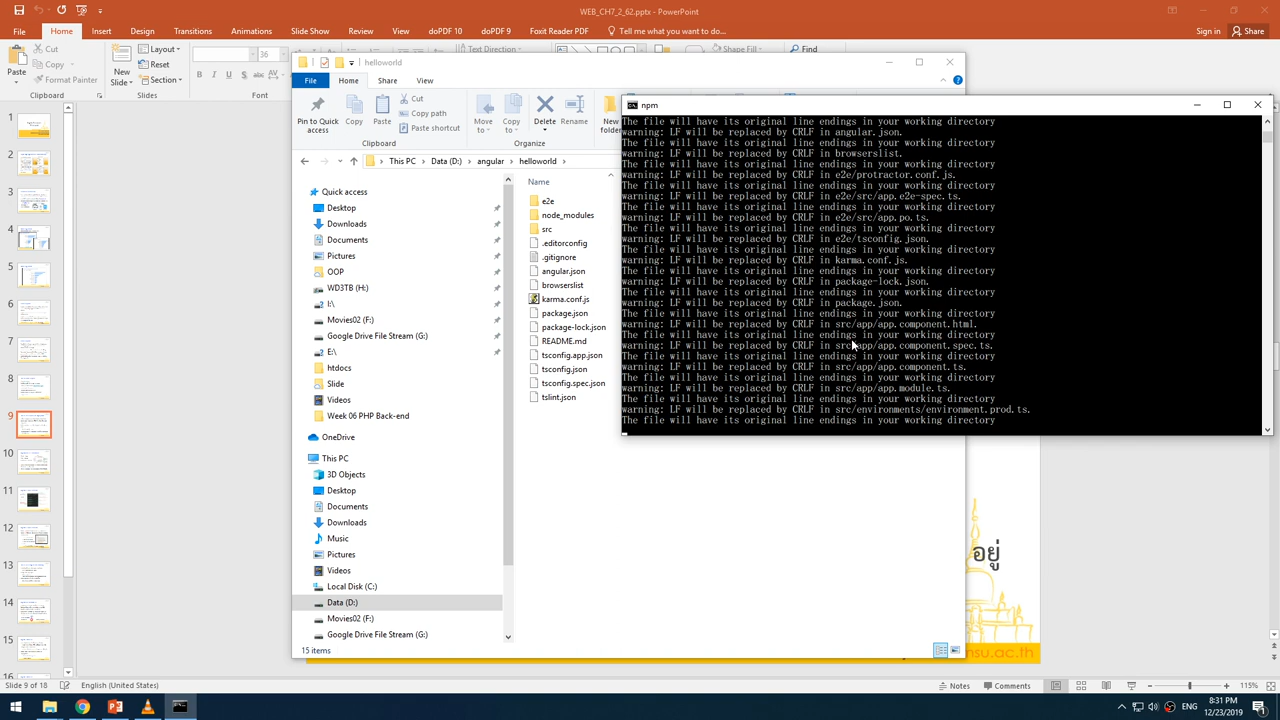 WEB_CH7_2_62.pptx - PowerPoint
File Home Insert Design Transitions Animations Slide Show Review View doPDF 10 doPDF 9 Foxit Reader PDF Tell me what you want to do... Sign in Share
Paste
Cut
Copy
Format Painter
Clipboard
New Slide
Layout
Reset
Section
Slides
36
B I U S abc AV
Font
Text Direction
Shape Fill
Find
helloworld
File Home Share View
Pin to Quick access
Copy
Paste
Cut
Copy path
Paste shortcut
Clipboard
Move to
Copy to
Delete
Rename
Organize
New folder
This PC > Data (D:) > angular > helloworld >
Name
Quick access
Desktop
Downloads
Documents
Pictures
OOP
WD3TB (H:)
I:\
Movies02 (F:)
Google Drive File Stream (G:)
E:\
htdocs
Slide
Videos
Week 06 PHP Back-end
OneDrive
This PC
3D Objects
Desktop
Documents
Downloads
Music
Pictures
Videos
Local Disk (C:)
Data (D:)
Movies02 (F:)
Google Drive File Stream (G:)
e2e
node_modules
src
.editorconfig
.gitignore
angular.json
browserslist
karma.conf.js
package.json
package-lock.json
README.md
tsconfig.app.json
tsconfig.json
tsconfig.spec.json
tslint.json
15 items
npm
The file will have its original line endings in your working directory
warning: LF will be replaced by CRLF in angular.json.
The file will have its original line endings in your working directory
warning: LF will be replaced by CRLF in browserslist.
The file will have its original line endings in your working directory
warning: LF will be replaced by CRLF in e2e/protractor.conf.js.
The file will have its original line endings in your working directory
warning: LF will be replaced by CRLF in e2e/src/app.e2e-spec.ts.
The file will have its original line endings in your working directory
warning: LF will be replaced by CRLF in e2e/src/app.po.ts.
The file will have its original line endings in your working directory
warning: LF will be replaced by CRLF in e2e/tsconfig.json.
The file will have its original line endings in your working directory
warning: LF will be replaced by CRLF in karma.conf.js.
The file will have its original line endings in your working directory
warning: LF will be replaced by CRLF in package-lock.json.
The file will have its original line endings in your working directory
warning: LF will be replaced by CRLF in package.json.
The file will have its original line endings in your working directory
warning: LF will be replaced by CRLF in src/app/app.component.html.
The file will have its original line endings in your working directory
warning: LF will be replaced by CRLF in src/app/app.component.spec.ts.
The file will have its original line endings in your working directory
warning: LF will be replaced by CRLF in src/app/app.component.ts.
The file will have its original line endings in your working directory
warning: LF will be replaced by CRLF in src/app/app.module.ts.
The file will have its original line endings in your working directory
warning: LF will be replaced by CRLF in src/environments/environment.prod.ts.
The file will have its original line endings in your working directory
อยู่
msu.ac.th
3
4
5
6
7
8
9
10
11
12
13
14
15
16
Slide 9 of 18 English (United States) Notes Comments 115%
ENG 8:31 PM
12/23/2019